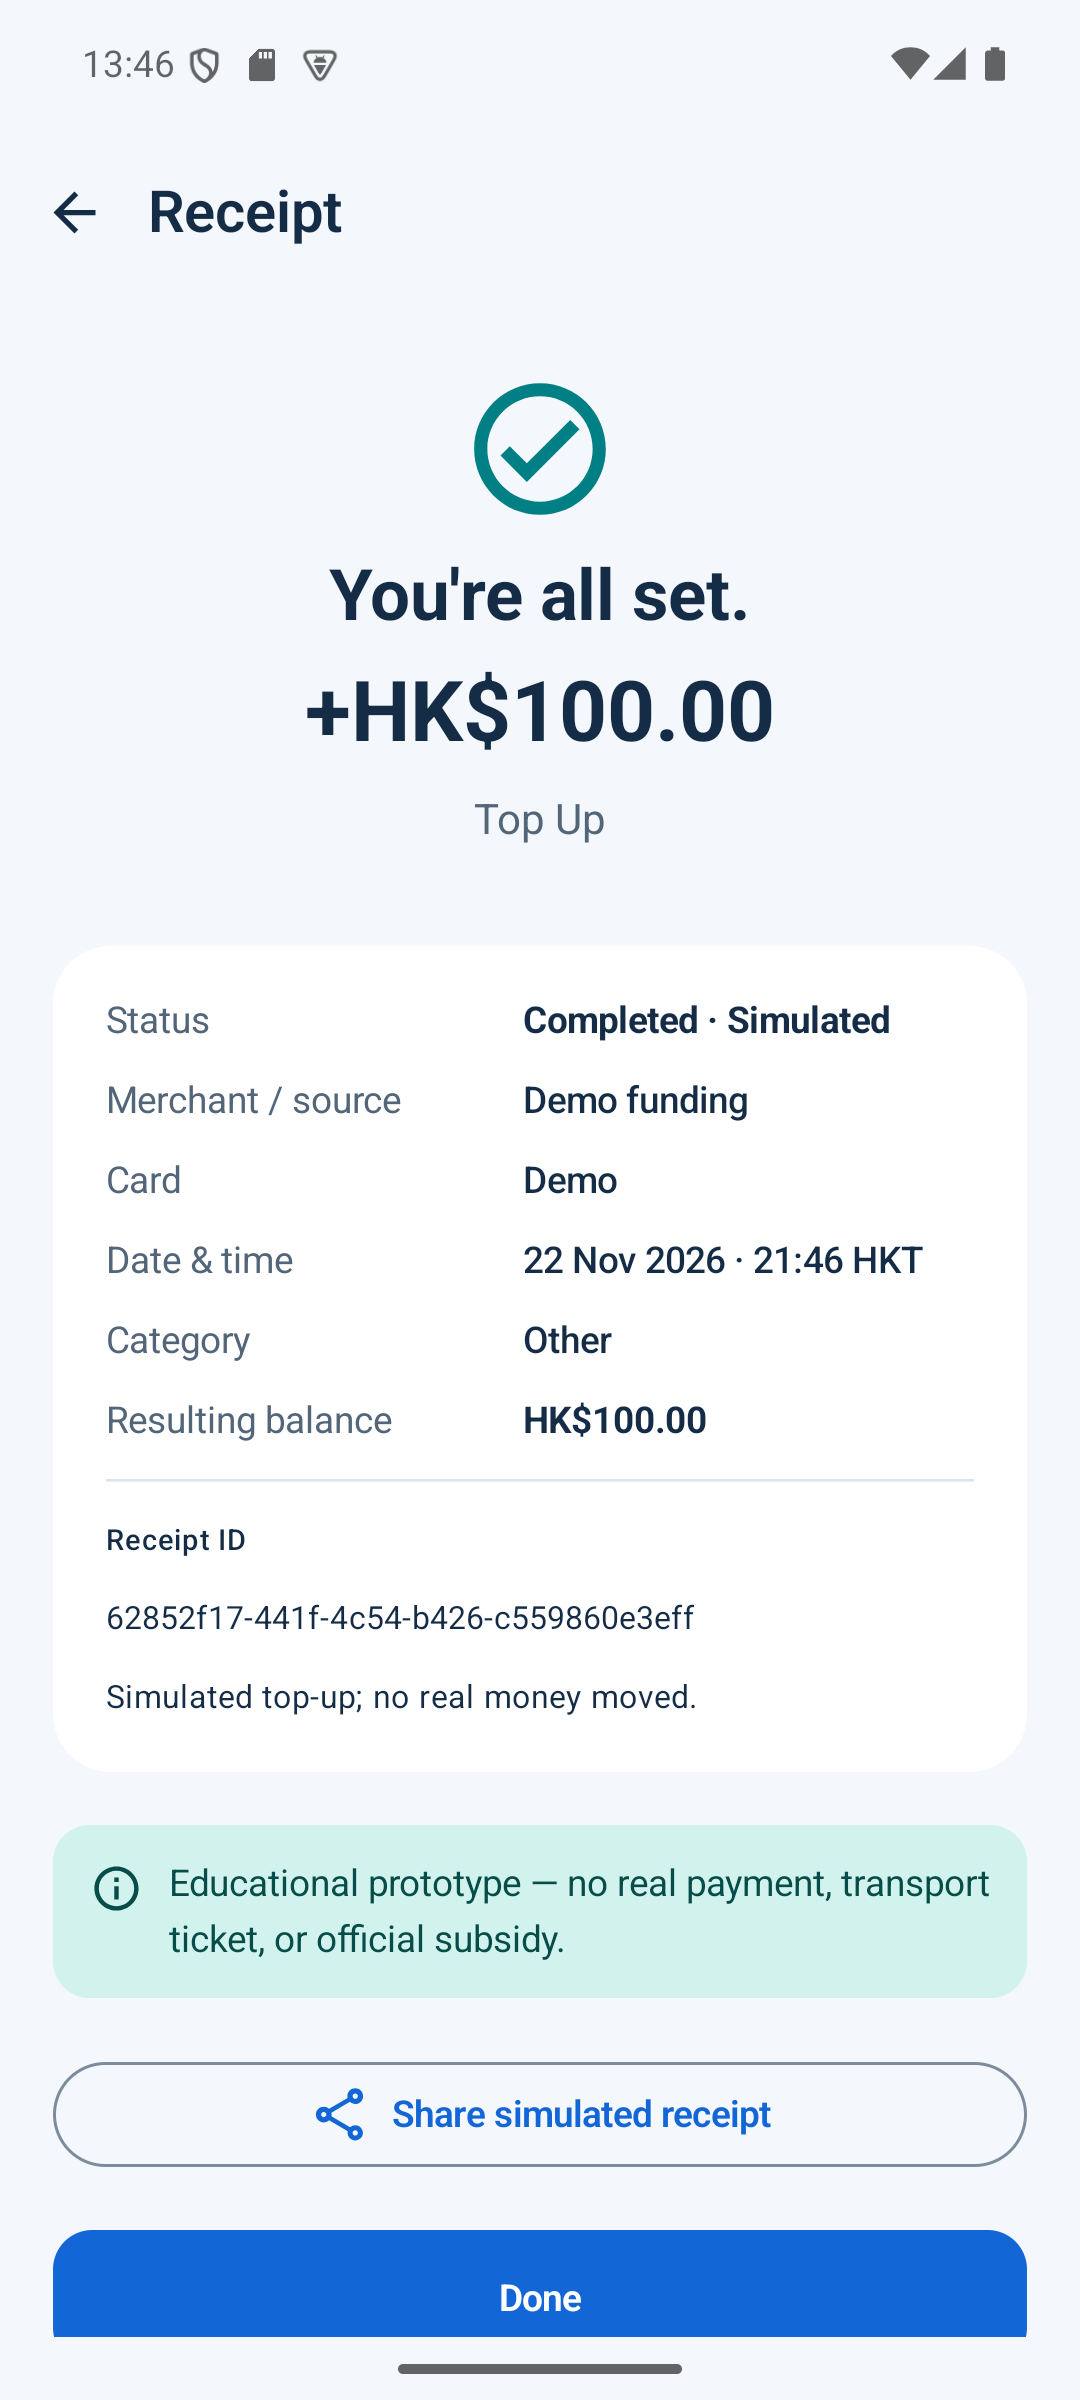 13:46
Receipt
You're all set.
+HK$100.00
Top Up
Status Completed · Simulated
Merchant / source Demo funding
Card Demo
Date & time 22 Nov 2026 · 21:46 HKT
Category Other
Resulting balance HK$100.00
Receipt ID
62852f17-441f-4c54-b426-c559860e3eff
Simulated top-up; no real money moved.
Educational prototype — no real payment, transport
ticket, or official subsidy.
Share simulated receipt
Done